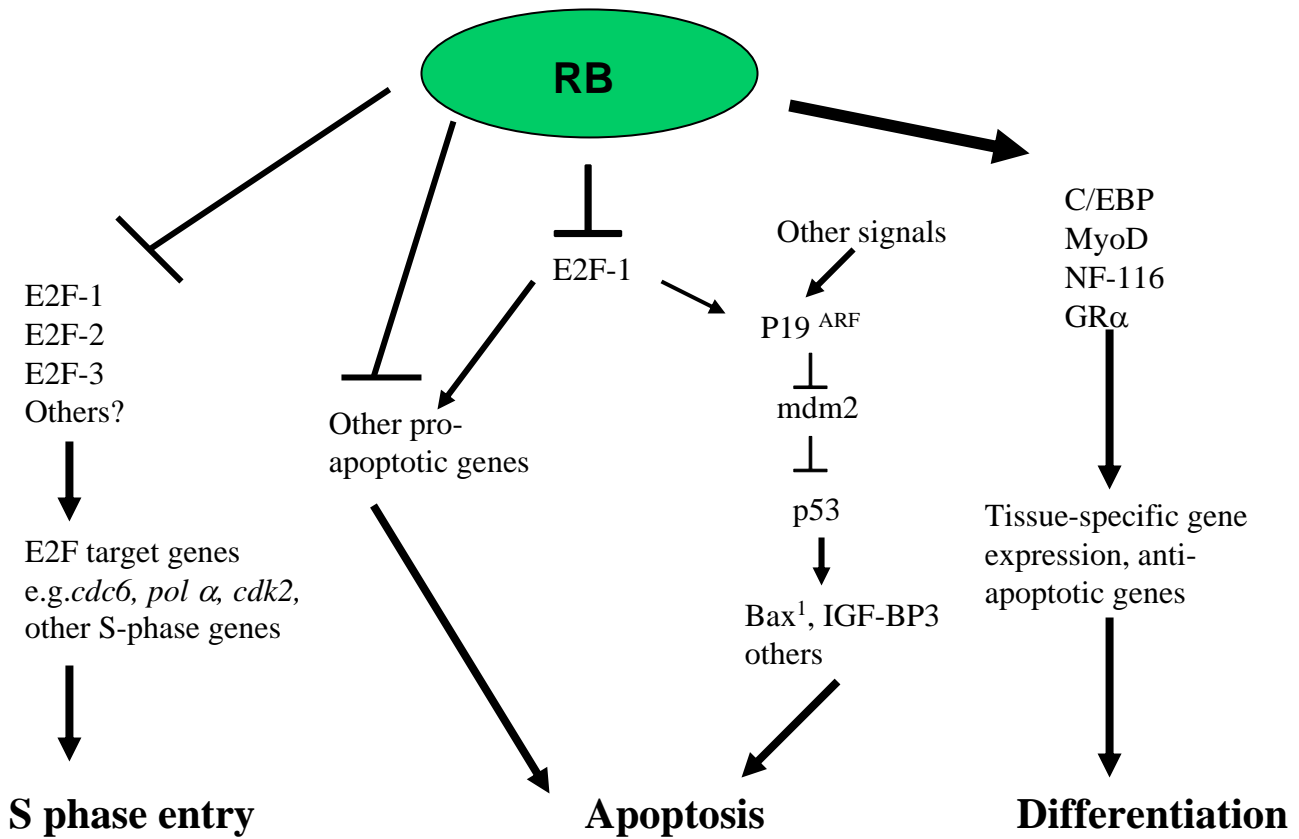 RB
E2F-1
E2F-2
E2F-3
Others?
E2F target genes
e.g.cdc6, pol α, cdk2,
other S-phase genes
S phase entry
E2F-1
Other pro-
apoptotic genes
Other signals
P19 ARF
mdm2
p53
Bax1, IGF-BP3
others
Apoptosis
C/EBP
MyoD
NF-116
GRα
Tissue-specific gene
expression, anti-
apoptotic genes
Differentiation